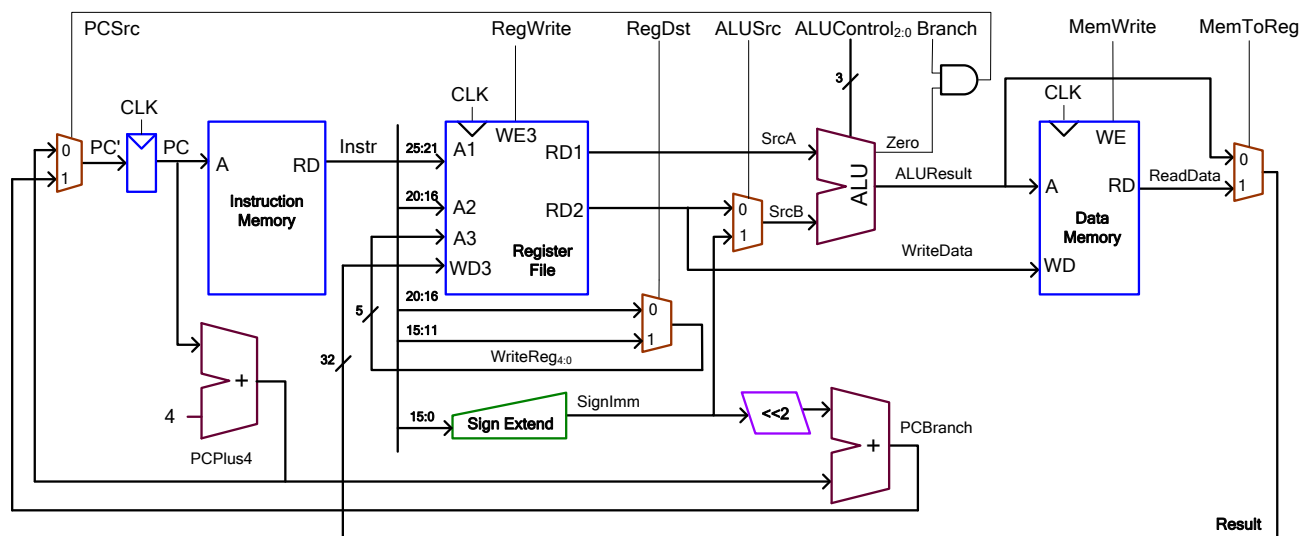 PCSrc
RegWrite
RegDst
ALUSrc
ALUControl2:0
Branch
MemWrite
MemToReg
3
CLK
CLK
CLK
0
1
PC'
PC
A
RD
Instruction
Memory
Instr
25:21
20:16
A1
WE3
RD1
A2
RD2
A3
WD3
Register
File
SrcA
0
1
SrcB
ALU
Zero
ALUResult
WriteData
WE
A
RD
Data
Memory
WD
ReadData
0
1
20:16
15:11
0
1
5
32
WriteReg4:0
4
+
PCPlus4
15:0
Sign Extend
SignImm
<<2
+
PCBranch
Result